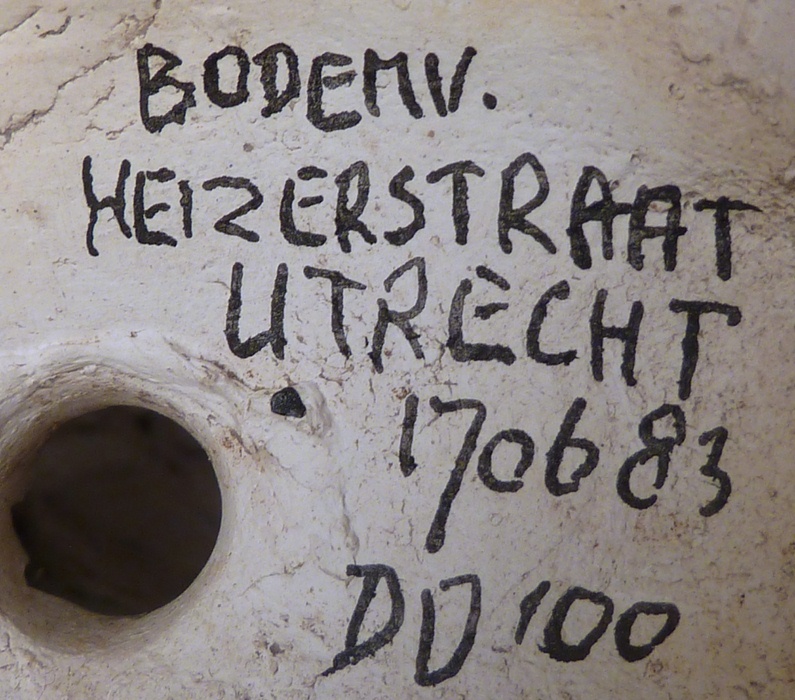 BODEMV.
HEIZERSTRAAT
UTRECHT
170683
DD 100